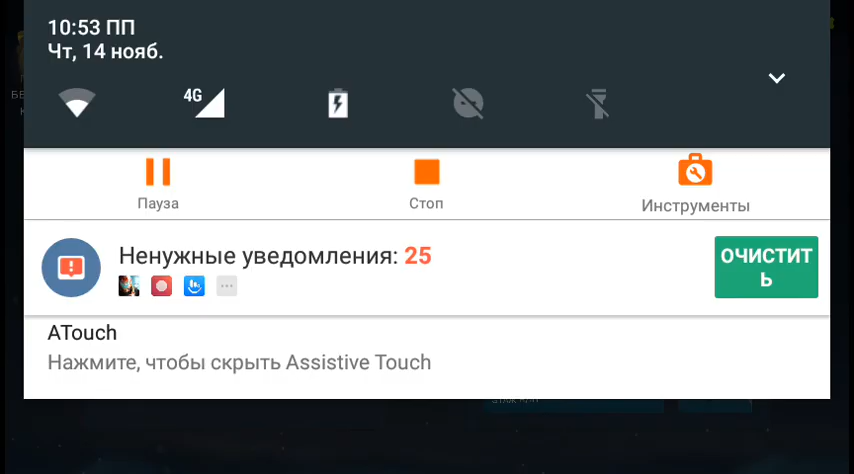 10:53 ПП
Чт, 14 нояб.
4G
Пауза
Стоп
Инструменты
Ненужные уведомления: 25
ОЧИСТИТ
Ь
ATouch
Нажмите, чтобы скрыть Assistive Touch